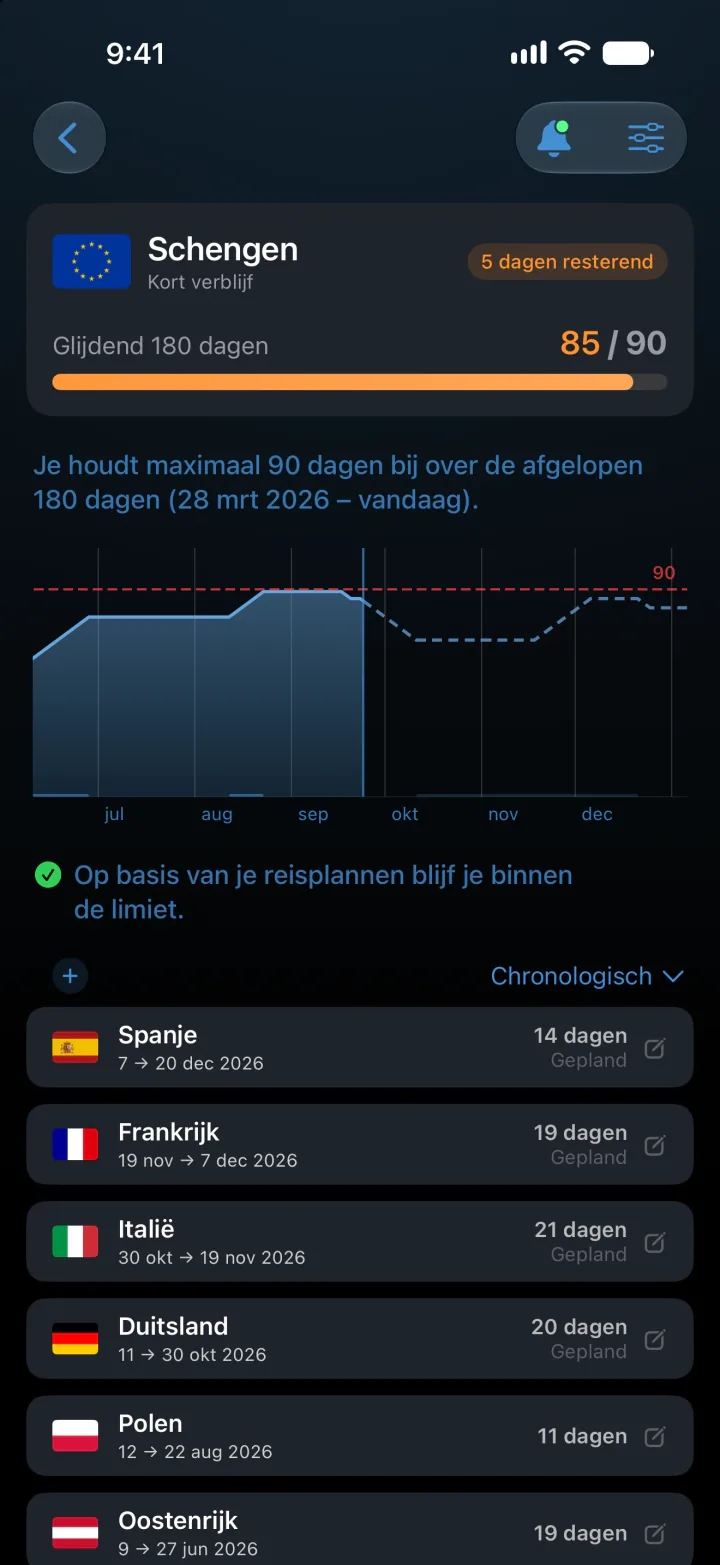 9:41
Schengen
Kort verblijf
5 dagen resterend
Glijdend 180 dagen
85 / 90
Je houdt maximaal 90 dagen bij over de afgelopen
180 dagen (28 mrt 2026 – vandaag).
90
jul aug sep okt nov dec
Op basis van je reisplannen blijf je binnen
de limiet.
+
Chronologisch
Spanje
7 → 20 dec 2026
14 dagen
Gepland
Frankrijk
19 nov → 7 dec 2026
19 dagen
Gepland
Italië
30 okt → 19 nov 2026
21 dagen
Gepland
Duitsland
11 → 30 okt 2026
20 dagen
Gepland
Polen
12 → 22 aug 2026
11 dagen
Oostenrijk
9 → 27 jun 2026
19 dagen